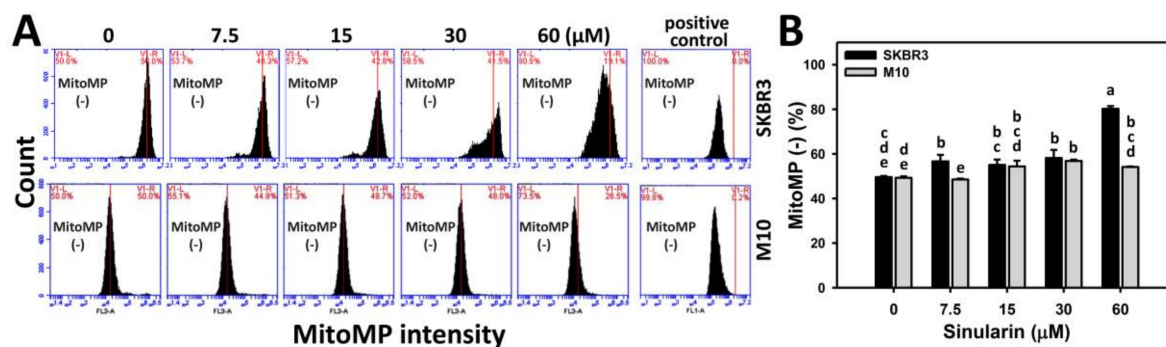 A
0
7.5
15
30
60 (μM)
positive control
V1-L
50.0%
V1-R
MitoMP
(-)
V1-L
53.7%
V1-R
46.3%
MitoMP
(-)
V1-L
57.2%
V1-R
42.8%
MitoMP
(-)
V1-L
58.5%
V1-R
41.5%
MitoMP
(-)
V1-L
80.9%
V1-R
19.1%
MitoMP
(-)
V1-L
100.0%
V1-R
0.0%
MitoMP
(-)
SKBR3
Count
V1-L
50.0%
V1-R
50.0%
MitoMP
(-)
FL3-A
V1-L
55.1%
V1-R
44.9%
MitoMP
(-)
FL3-A
V1-L
51.3%
V1-R
48.7%
MitoMP
(-)
FL3-A
V1-L
52.0%
V1-R
48.0%
MitoMP
(-)
FL3-A
V1-L
73.5%
V1-R
26.5%
MitoMP
(-)
FL3-A
V1-L
99.8%
V1-R
0.2%
MitoMP
(-)
FL1-A
M10
MitoMP intensity
B
SKBR3
M10
MitoMP (-) (%)
100
80
60
40
20
0
c d e
d e
b
e
b c
b c d
b
b
a
b c d
0
7.5
15
30
60
Sinularin (μM)